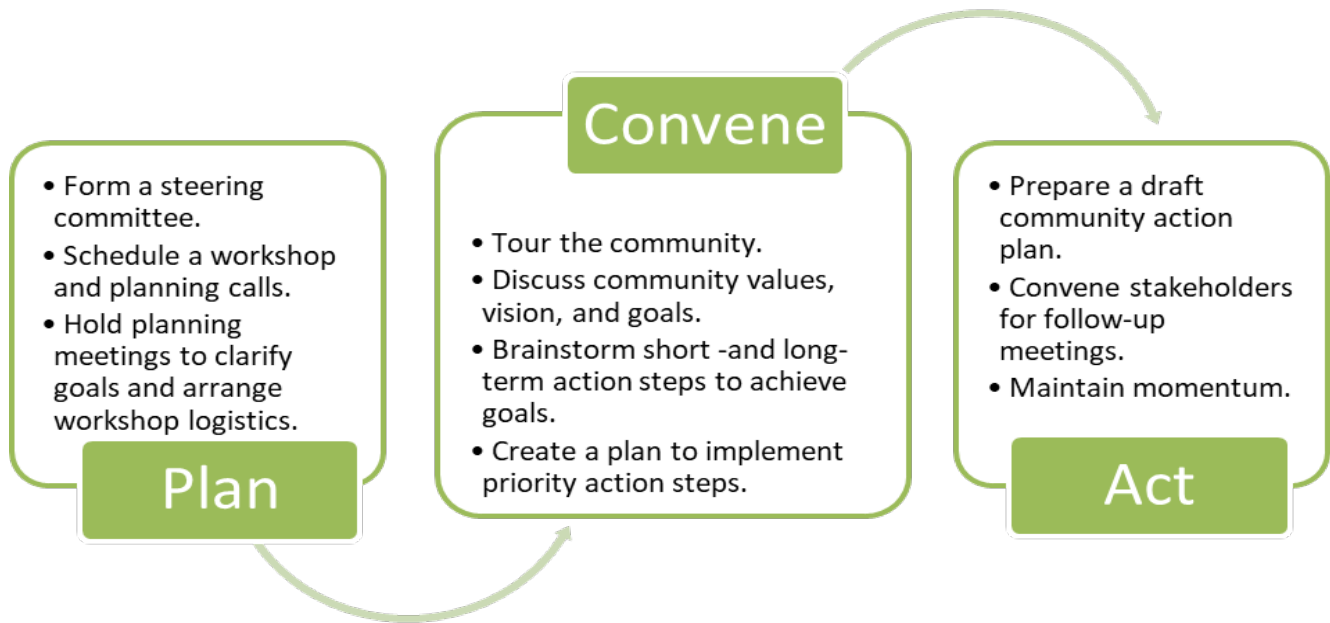 • Form a steering
committee.
• Schedule a workshop
and planning calls.
• Hold planning
meetings to clarify
goals and arrange
workshop logistics.
Plan
Convene
• Tour the community.
• Discuss community values,
vision, and goals.
• Brainstorm short -and long-
term action steps to achieve
goals.
• Create a plan to implement
priority action steps.
• Prepare a draft
community action
plan.
• Convene stakeholders
for follow-up
meetings.
• Maintain momentum.
Act